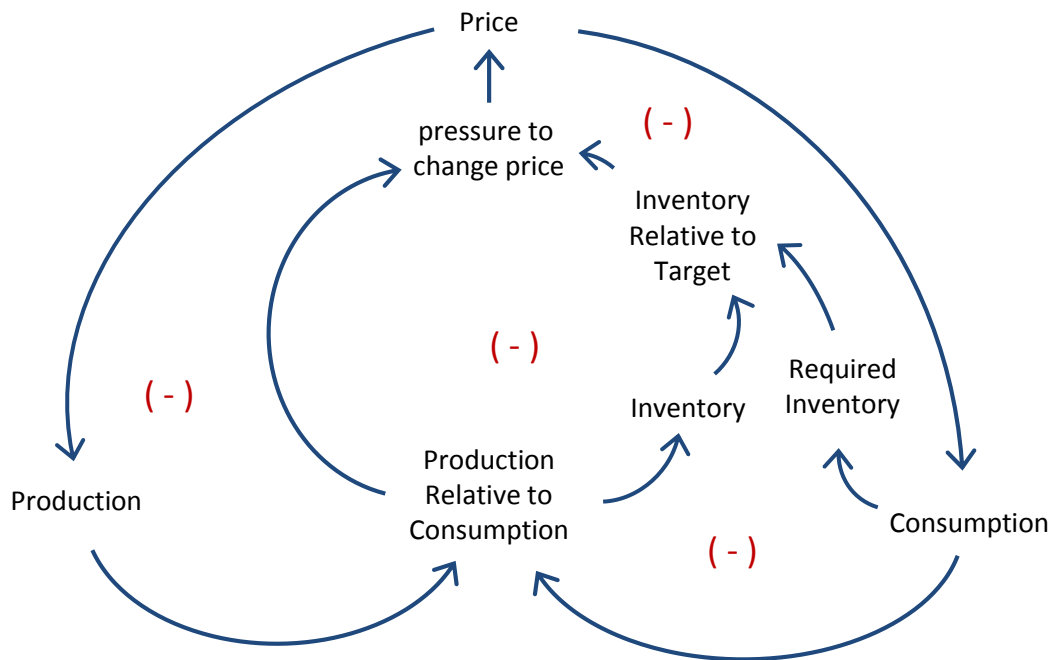 Price
pressure to
change price
( - )
Inventory
Relative to
Target
( - )
( - )
Required
Inventory
Inventory
Production
Relative to
Consumption
Production
Consumption
( - )